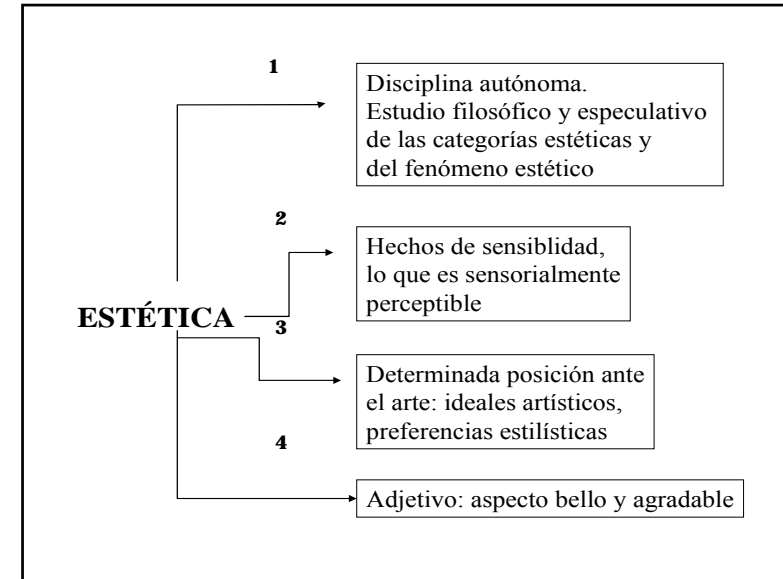 1
Disciplina autónoma.
Estudio filosófico y especulativo
de las categorías estéticas y
del fenómeno estético
2
Hechos de sensiblidad,
lo que es sensorialmente
perceptible
ESTÉTICA
3
Determinada posición ante
el arte: ideales artísticos,
preferencias estilísticas
4
Adjetivo: aspecto bello y agradable